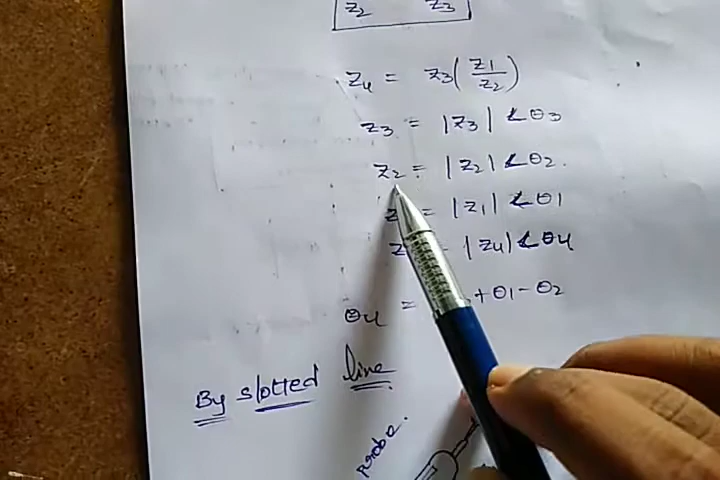 z₂ z₃
z₄ = z₃(z₁/z₂)
z₃ = |z₃| ∠θ₃
z₂ = |z₂| ∠θ₂.
z = |z₁| ∠θ₁
z |z₄| ∠θ₄
θ₄ = + θ₁ - θ₂
By slotted line
probe.